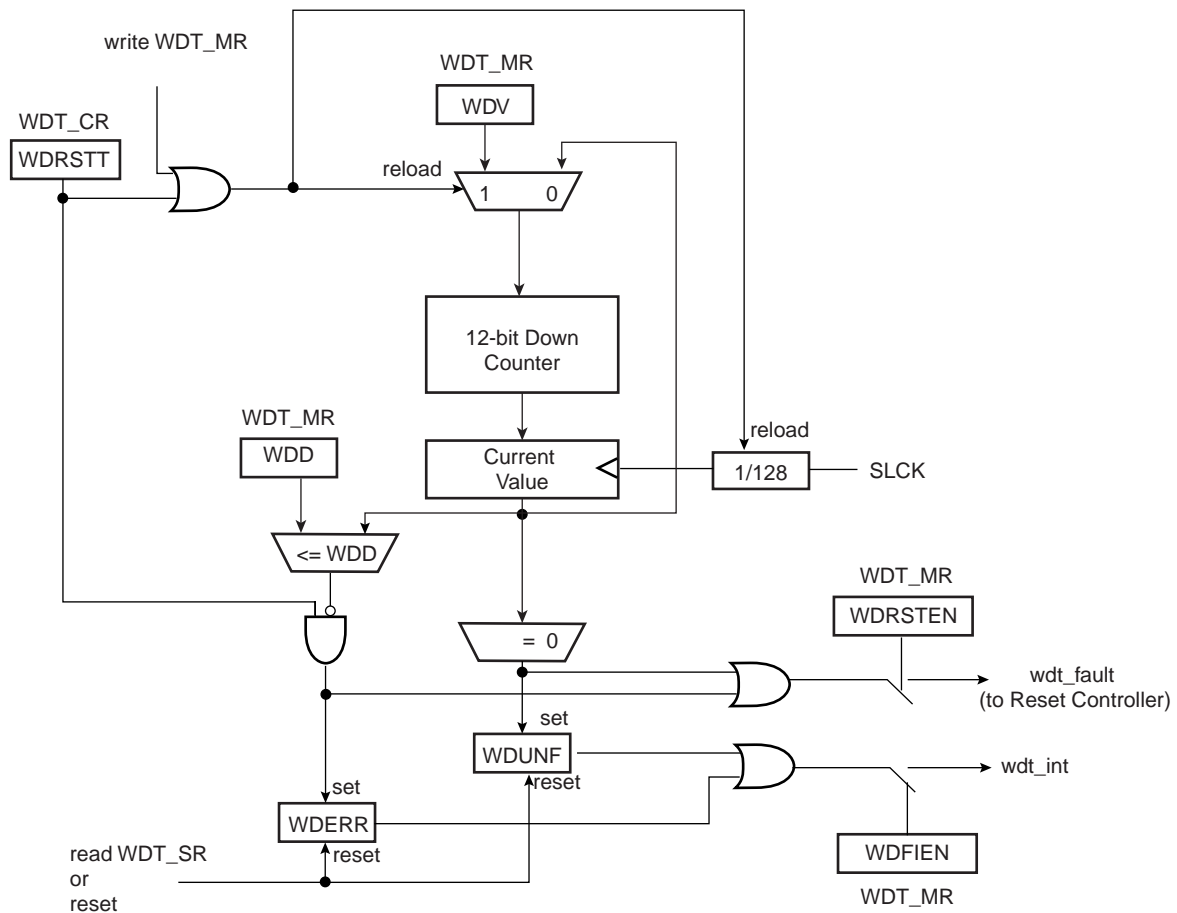 write WDT_MR
WDT_MR
WDV
WDT_CR
WDRSTT
reload
1 0
12-bit Down
Counter
WDT_MR
WDD
reload
Current
Value
1/128
SLCK
<= WDD
WDT_MR
WDRSTEN
= 0
wdt_fault
(to Reset Controller)
set
WDUNF
reset
wdt_int
set
WDERR
reset
WDFIEN
WDT_MR
read WDT_SR
or
reset